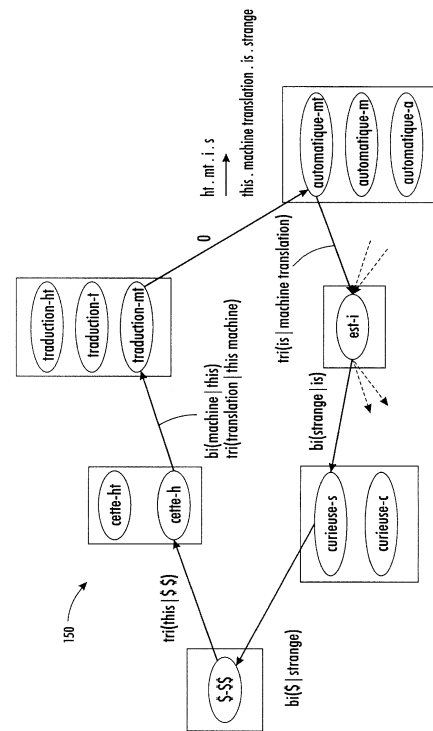 150
$-$$
tri(this | $ $)
cette-ht
cette-h
bi(machine | this)
tri(translation | this machine)
traduction-ht
traduction-t
traduction-mt
0
ht . mt . i . s
this . machine translation . is . strange
automatique-mt
automatique-m
automatique-a
tri(is | machine translation)
est-i
bi(strange | is)
curieuse-s
curieuse-c
bi($ | strange)